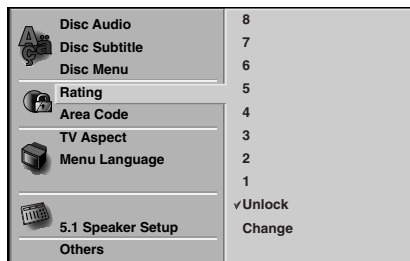 Disc Audio
Disc Subtitle
Disc Menu
Rating
Area Code
TV Aspect
Menu Language
5.1 Speaker Setup
Others
8
7
6
5
4
3
2
1
✓Unlock
Change